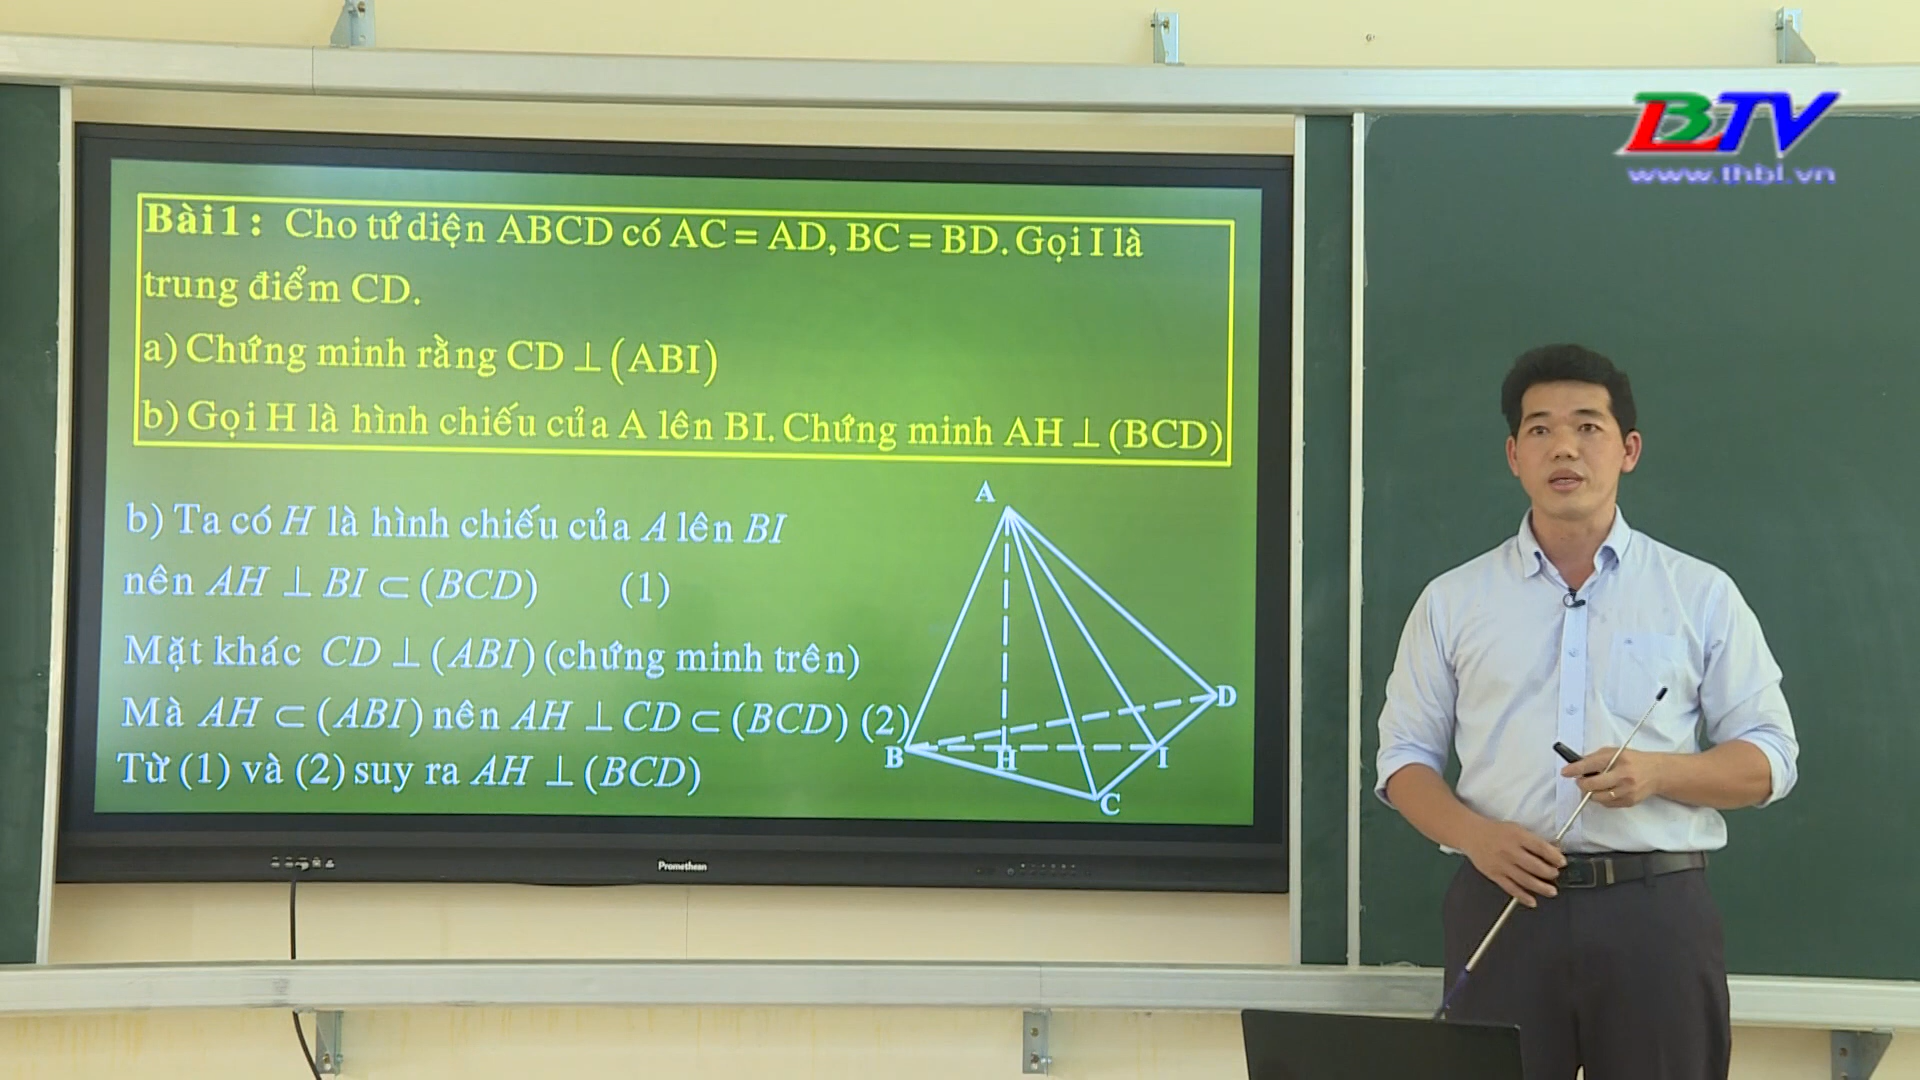 BTV
www.thbl.vn
Bài 1: Cho tứ diện ABCD có AC = AD, BC = BD. Gọi I là
trung điểm CD.
a) Chứng minh rằng CD ⊥ (ABI)
b) Gọi H là hình chiếu của A lên BI. Chứng minh AH ⊥ (BCD)
b) Ta có H là hình chiếu của A lên BI
nên AH ⊥ BI ⊂ (BCD) (1)
Mặt khác CD ⊥ (ABI) (chứng minh trên)
Mà AH ⊂ (ABI) nên AH ⊥ CD ⊂ (BCD) (2)
Từ (1) và (2) suy ra AH ⊥ (BCD)
A
D
B
H
I
C
Promethean